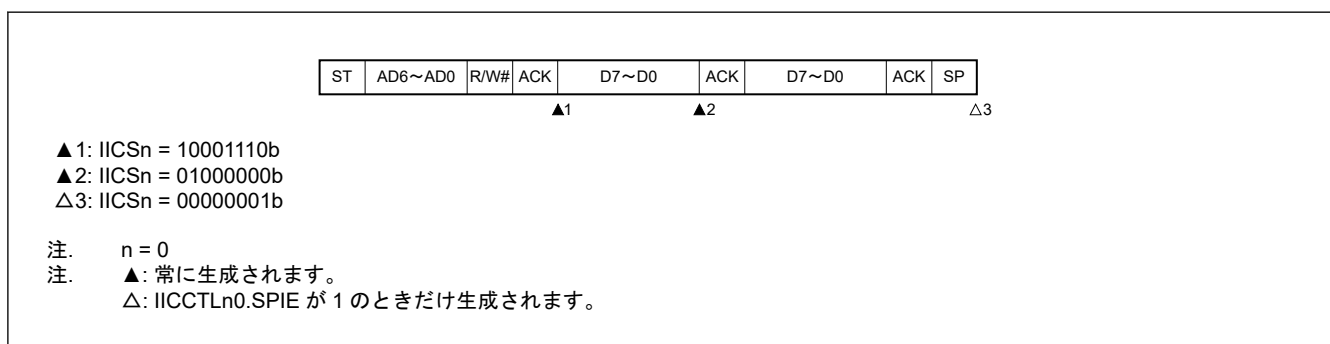 ST AD6～AD0 R/W# ACK D7～D0 ACK D7～D0 ACK SP
▲1 ▲2 △3
▲1: IICSn = 10001110b
▲2: IICSn = 01000000b
△3: IICSn = 00000001b
注. n = 0
注. ▲: 常に生成されます。
△: IICCTLn0.SPIE が 1 のときだけ生成されます。